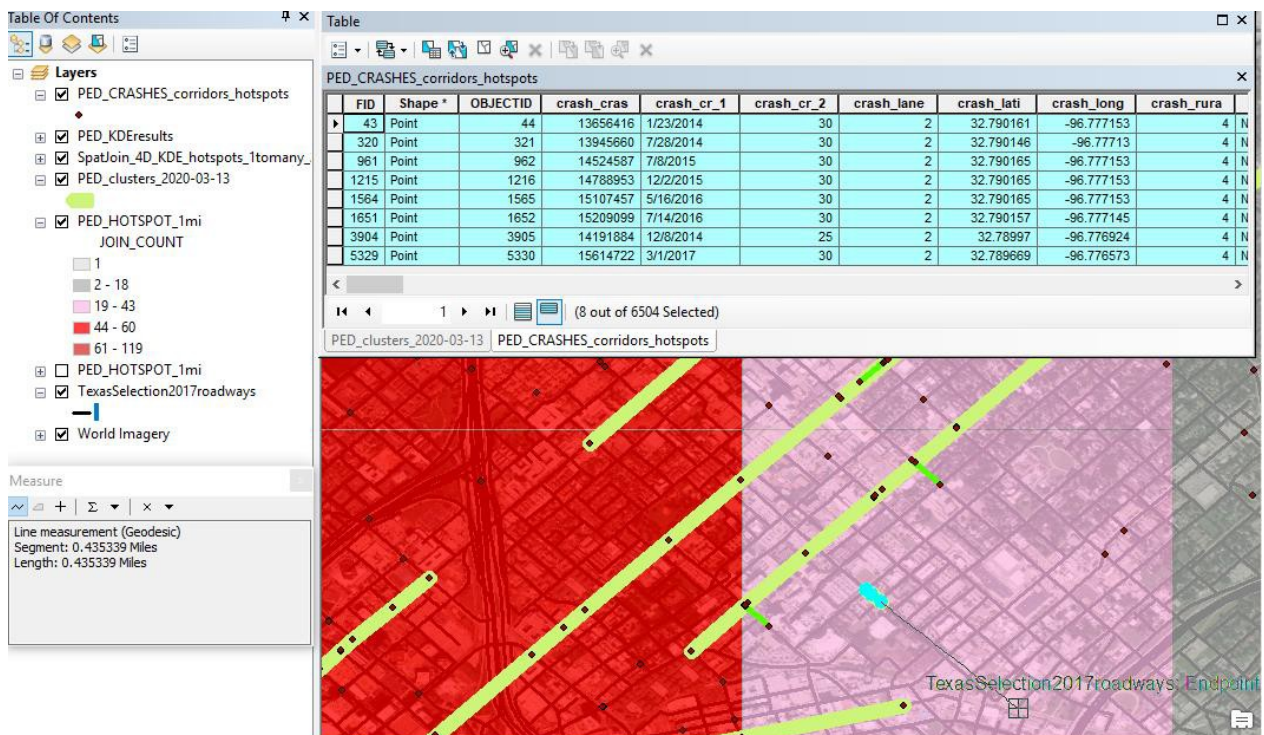 Table Of Contents
Layers
PED_CRASHES_corridors_hotspots
PED_KDEresults
SpatJoin_4D_KDE_hotspots_1tomany_
PED_clusters_2020-03-13
PED_HOTSPOT_1mi
JOIN_COUNT
1
2 - 18
19 - 43
44 - 60
61 - 119
PED_HOTSPOT_1mi
TexasSelection2017roadways
World Imagery
Measure
Line measurement (Geodesic)
Segment: 0.435339 Miles
Length: 0.435339 Miles
Table
PED_CRASHES_corridors_hotspots
FID Shape * OBJECTID crash_cras crash_cr_1 crash_cr_2 crash_lane crash_lati crash_long crash_rura
43 Point 44 13656416 1/23/2014 30 2 32.790161 -96.777153 4 N
320 Point 321 13945660 7/28/2014 30 2 32.790146 -96.77713 4 N
961 Point 962 14524587 7/8/2015 30 2 32.790165 -96.777153 4 N
1215 Point 1216 14788953 12/2/2015 30 2 32.790165 -96.777153 4 N
1564 Point 1565 15107457 5/16/2016 30 2 32.790165 -96.777153 4 N
1651 Point 1652 15209099 7/14/2016 30 2 32.790157 -96.777145 4 N
3904 Point 3905 14191884 12/8/2014 25 2 32.78997 -96.776924 4 N
5329 Point 5330 15614722 3/1/2017 30 2 32.789669 -96.776573 4 N
1 (8 out of 6504 Selected)
PED_clusters_2020-03-13 PED_CRASHES_corridors_hotspots
TexasSelection2017roadways: Endpoint